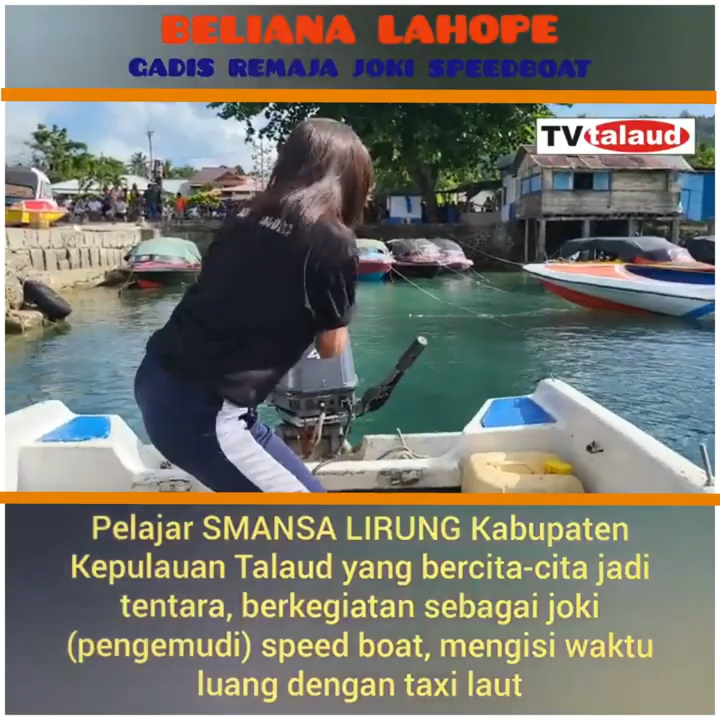 BELIANA LAHOPE
GADIS REMAJA JOKI SPEEDBOAT
TVtalaud
Pelajar SMANSA LIRUNG Kabupaten
Kepulauan Talaud yang bercita-cita jadi
tentara, berkegiatan sebagai joki
(pengemudi) speed boat, mengisi waktu
luang dengan taxi laut